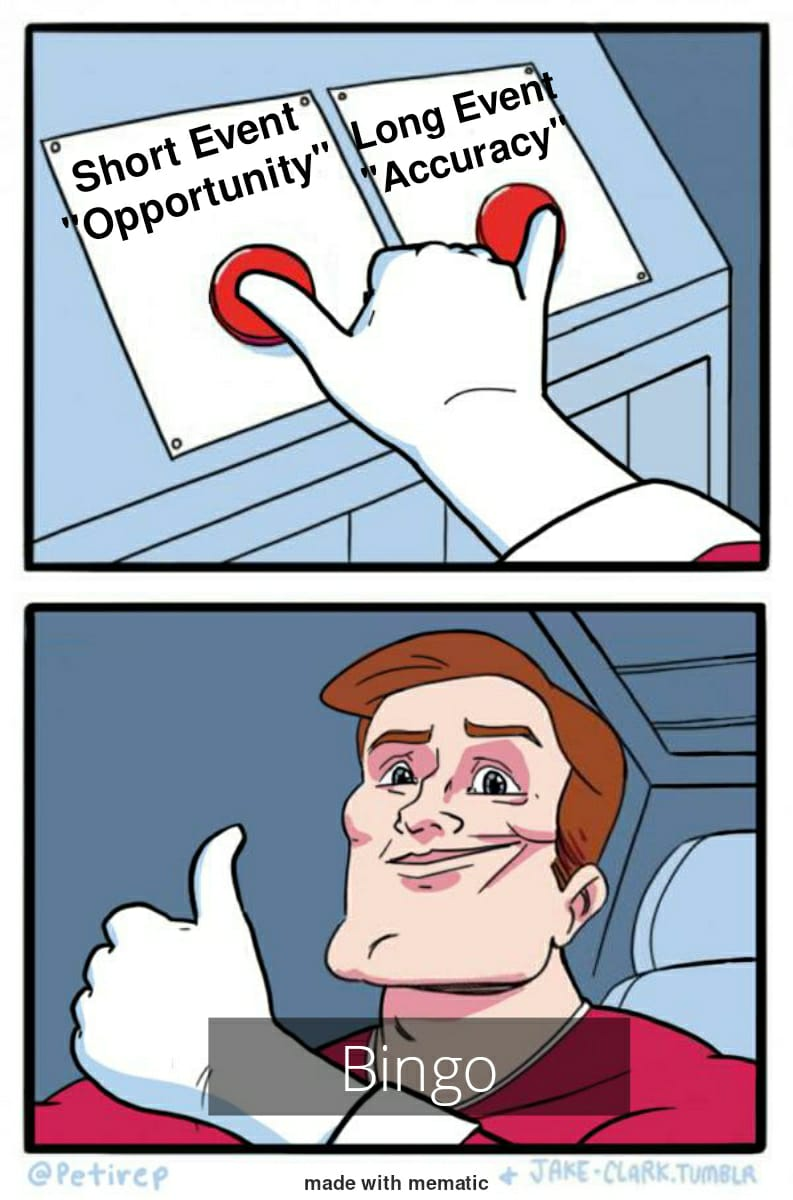 Short Event
"Opportunity"
Long Event
"Accuracy"
Bingo
@Petirep
made with mematic
+ JAKE-CLARK.TUMBLR